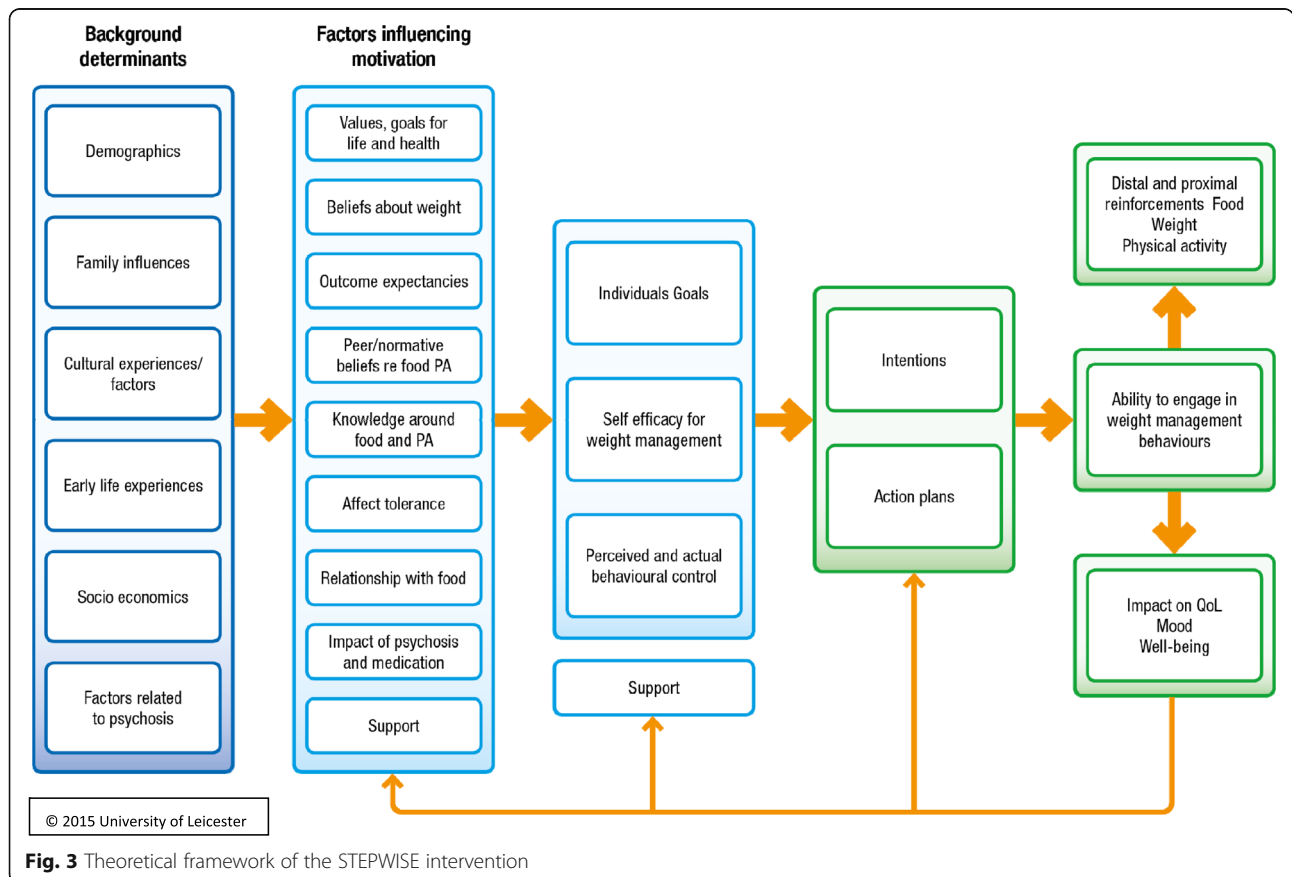 Background
determinants
Demographics
Family influences
Cultural experiences/
factors
Early life experiences
Socio economics
Factors related
to psychosis
Factors influencing
motivation
Values, goals for
life and health
Beliefs about weight
Outcome expectancies
Peer/normative
beliefs re food PA
Knowledge around
food and PA
Affect tolerance
Relationship with food
Impact of psychosis
and medication
Support
Individuals Goals
Self efficacy for
weight management
Perceived and actual
behavioural control
Support
Intentions
Action plans
Distal and proximal
reinforcements Food
Weight
Physical activity
Ability to engage in
weight management
behaviours
Impact on QoL
Mood
Well-being
© 2015 University of Leicester
Fig. 3 Theoretical framework of the STEPWISE intervention